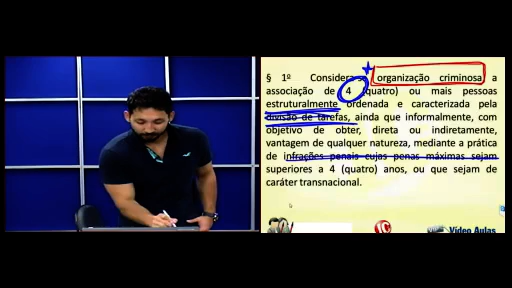 § 1º Considera-se organização criminosa a
associação de 4 (quatro) ou mais pessoas
estruturalmente ordenada e caracterizada pela
divisão de tarefas, ainda que informalmente, com
objetivo de obter, direta ou indiretamente,
vantagem de qualquer natureza, mediante a prática
de infrações penais cujas penas máximas sejam
superiores a 4 (quatro) anos, ou que sejam de
caráter transnacional.
Vídeo Aulas